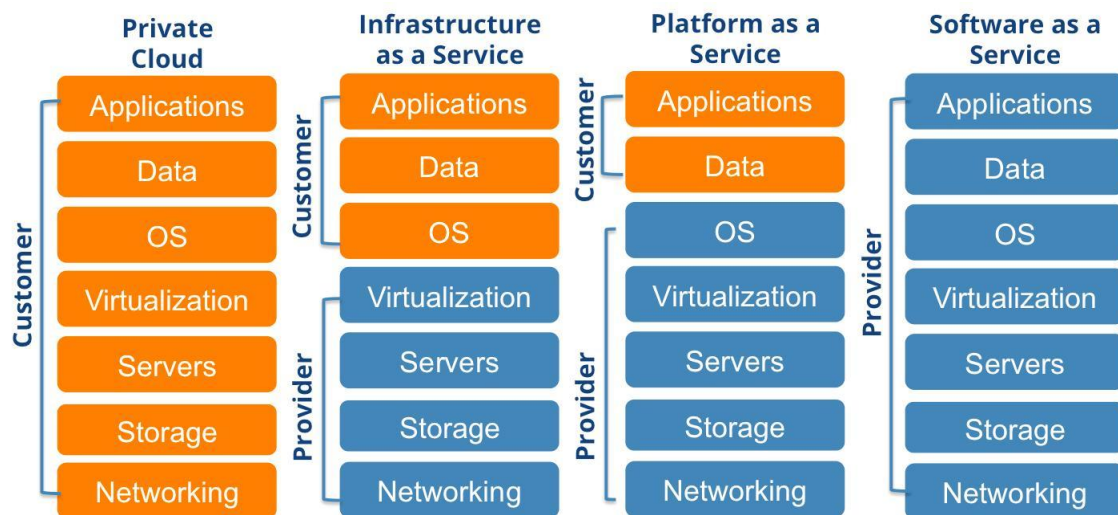 Private
Cloud
Customer
Applications
Data
OS
Virtualization
Servers
Storage
Networking
Infrastructure
as a Service
Customer
Applications
Data
OS
Provider
Virtualization
Servers
Storage
Networking
Platform as a
Service
Customer
Applications
Data
Provider
OS
Virtualization
Servers
Storage
Networking
Software as a
Service
Provider
Applications
Data
OS
Virtualization
Servers
Storage
Networking